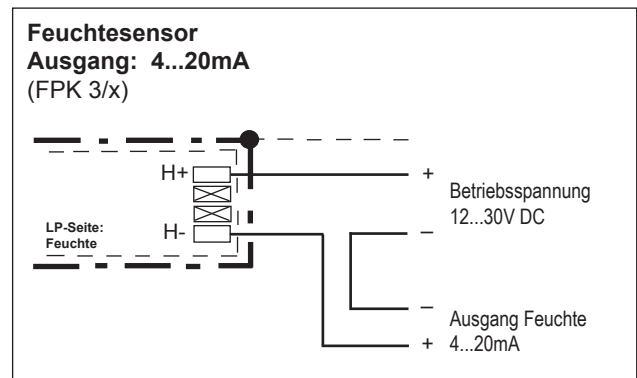 Feuchtesensor
Ausgang: 4...20mA
(FPK 3/x)
H+
+
Betriebsspannung
12...30V DC
LP-Seite:
Feuchte
H-
–
–
Ausgang Feuchte
+ 4...20mA